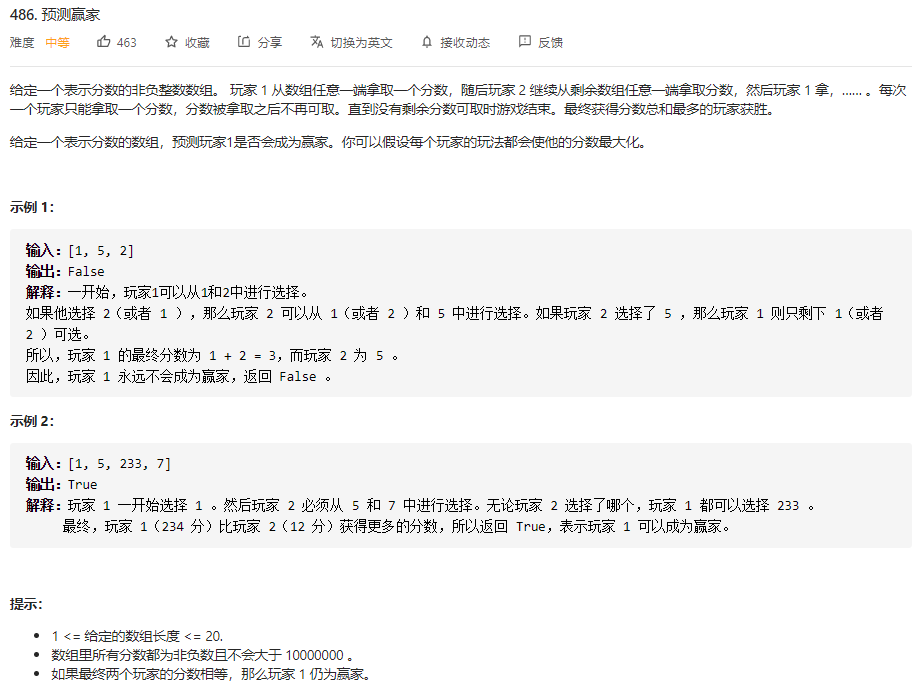 486. 预测赢家
难度 中等 463 收藏 分享 切换为英文 接收动态 反馈
给定一个表示分数的非负整数数组。 玩家 1 从数组任意一端拿取一个分数，随后玩家 2 继续从剩余数组任意一端拿取分数，然后玩家 1 拿，…… 。每次
一个玩家只能拿取一个分数，分数被拿取之后不再可取。直到没有剩余分数可取时游戏结束。最终获得分数总和最多的玩家获胜。
给定一个表示分数的数组，预测玩家1是否会成为赢家。你可以假设每个玩家的玩法都会使他的分数最大化。
示例 1：
输入：[1, 5, 2]
输出：False
解释：一开始，玩家1可以从1和2中进行选择。
如果他选择 2（或者 1 ），那么玩家 2 可以从 1（或者 2 ）和 5 中进行选择。如果玩家 2 选择了 5 ，那么玩家 1 则只剩下 1（或者
2 ）可选。
所以，玩家 1 的最终分数为 1 + 2 = 3，而玩家 2 为 5 。
因此，玩家 1 永远不会成为赢家，返回 False 。
示例 2：
输入：[1, 5, 233, 7]
输出：True
解释：玩家 1 一开始选择 1 。然后玩家 2 必须从 5 和 7 中进行选择。无论玩家 2 选择了哪个，玩家 1 都可以选择 233 。
最终，玩家 1（234 分）比玩家 2（12 分）获得更多的分数，所以返回 True，表示玩家 1 可以成为赢家。
提示：
• 1 <= 给定的数组长度 <= 20.
• 数组里所有分数都为非负数且不会大于 10000000 。
• 如果最终两个玩家的分数相等，那么玩家 1 仍为赢家。